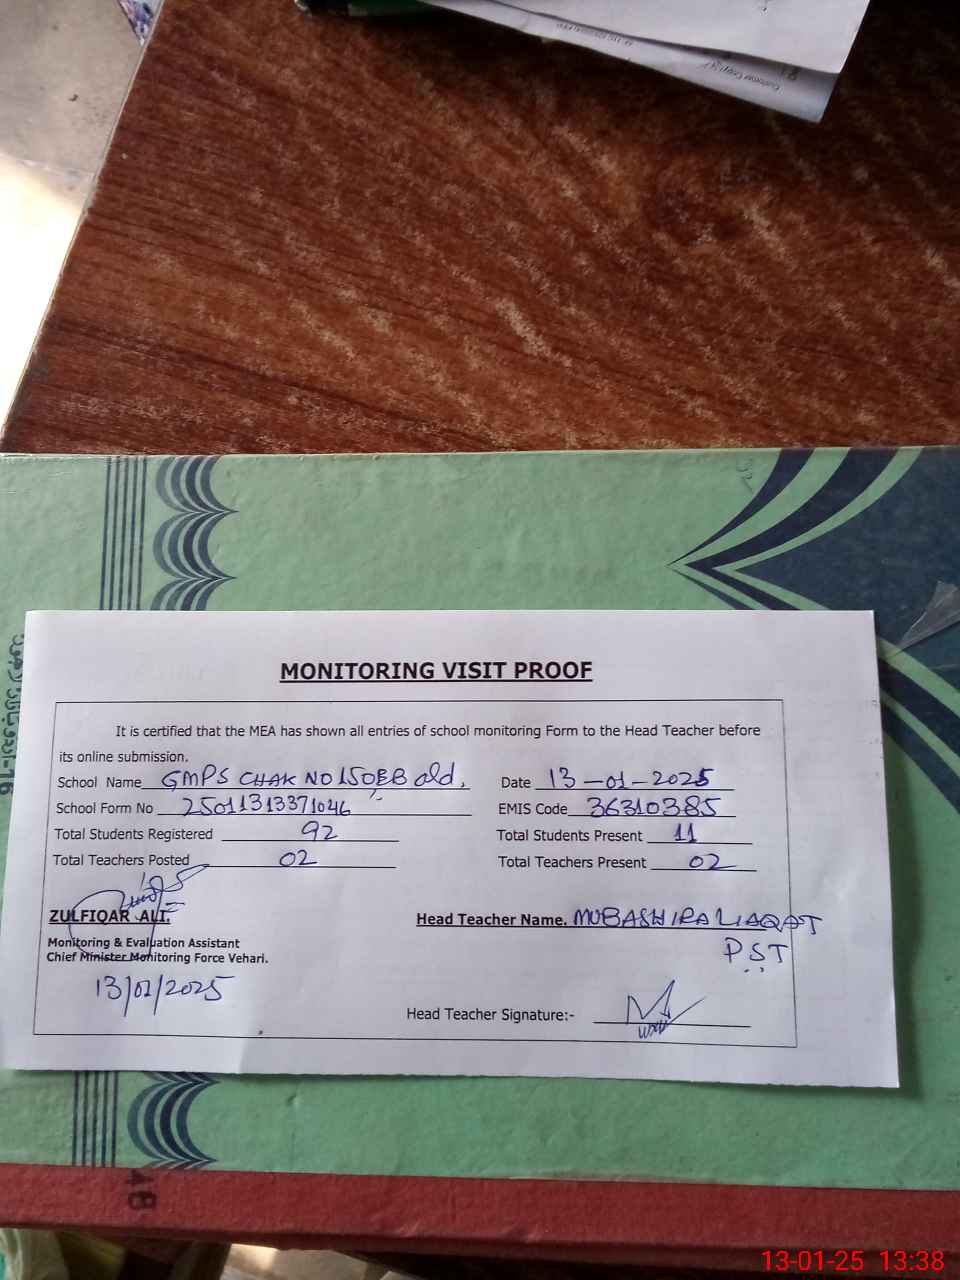 Customer Copy
MONITORING VISIT PROOF
It is certified that the MEA has shown all entries of school monitoring Form to the Head Teacher before
its online submission.
School Name GMPS CHAK NO 150EB old. Date 13-01-2025
School Form No 25011313371046 EMIS Code 36310385
Total Students Registered 92 Total Students Present 11
Total Teachers Posted 02 Total Teachers Present 02
ZULFIQAR ALI. Head Teacher Name. MUBASHIRA LIAQAT
PST
Monitoring & Evaluation Assistant
Chief Minister Monitoring Force Vehari.
13/01/2025
Head Teacher Signature:-
48
13-01-25 13:38